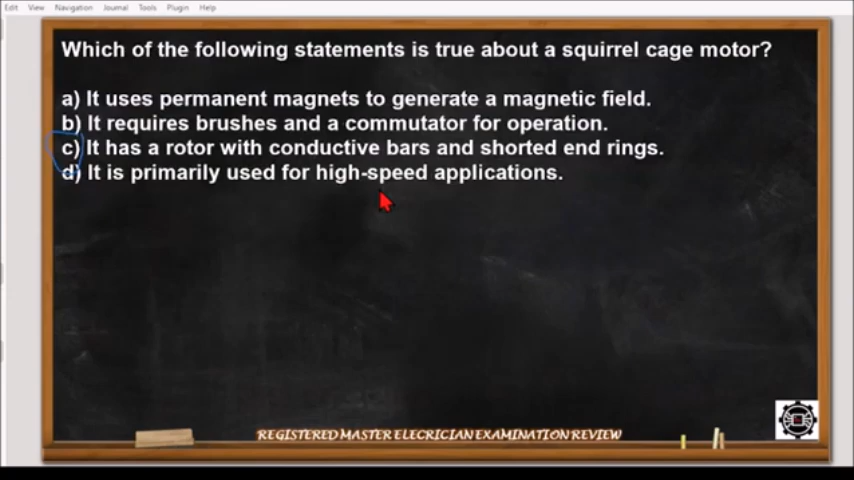 Edit View Navigation Journal Tools Plugin Help
Which of the following statements is true about a squirrel cage motor?
a) It uses permanent magnets to generate a magnetic field.
b) It requires brushes and a commutator for operation.
c) It has a rotor with conductive bars and shorted end rings.
d) It is primarily used for high-speed applications.
REGISTERED MASTER ELECRICIAN EXAMINATION REVIEW